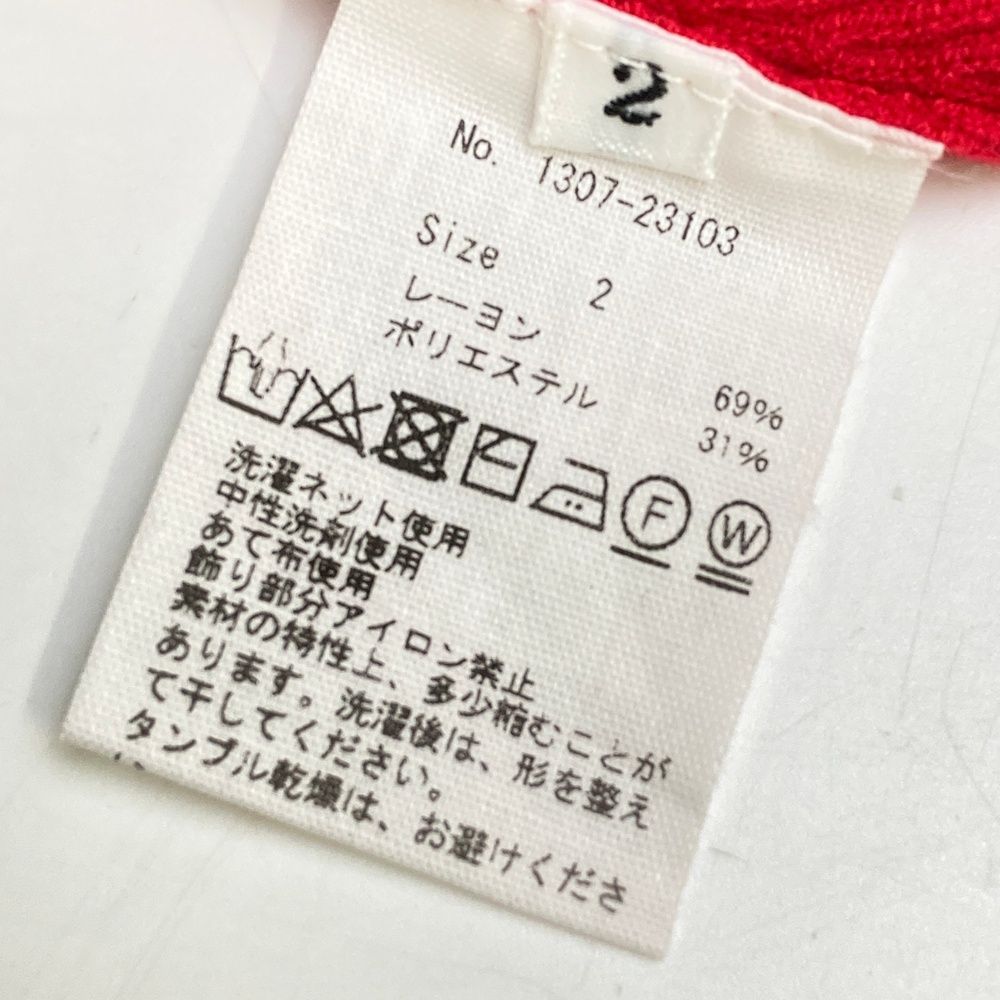 2
No. 1307-23103
Size 2
レーヨン 69%
ポリエステル 31%
F W
洗濯ネット使用
中性洗剤使用
あて布使用
飾り部分アイロン禁止
素材の特性上、多少縮むことが
あります。洗濯後は、形を整え
て干してください。
タンブル乾燥は、お避けくださ
い